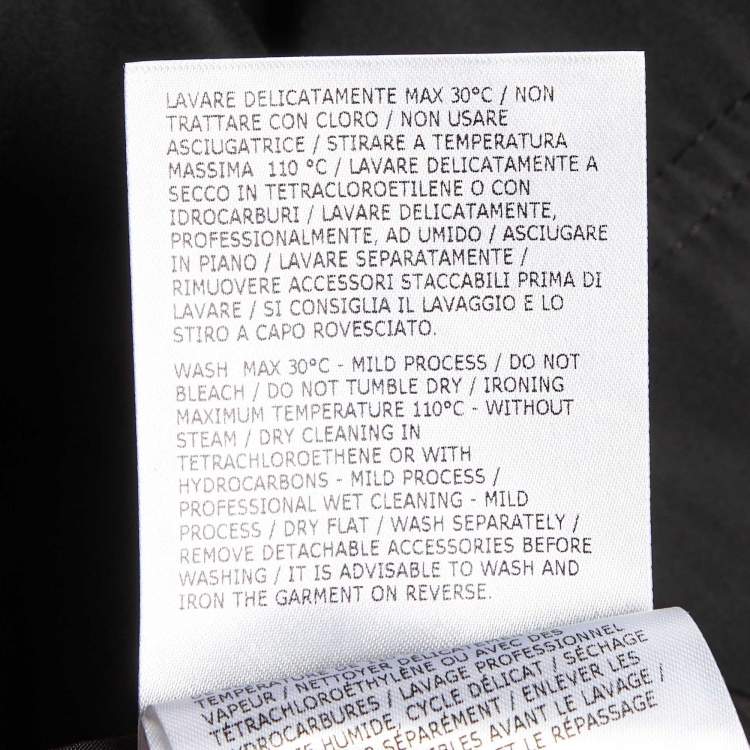 LAVARE DELICATAMENTE MAX 30°C / NON
TRATTARE CON CLORO / NON USARE
ASCIUGATRICE / STIRARE A TEMPERATURA
MASSIMA 110 °C / LAVARE DELICATAMENTE A
SECCO IN TETRACLOROETILENE O CON
IDROCARBURI / LAVARE DELICATAMENTE,
PROFESSIONALMENTE, AD UMIDO / ASCIUGARE
IN PIANO / LAVARE SEPARATAMENTE /
RIMUOVERE ACCESSORI STACCABILI PRIMA DI
LAVARE / SI CONSIGLIA IL LAVAGGIO E LO
STIRO A CAPO ROVESCIATO.
WASH MAX 30°C - MILD PROCESS / DO NOT
BLEACH / DO NOT TUMBLE DRY / IRONING
MAXIMUM TEMPERATURE 110°C - WITHOUT
STEAM / DRY CLEANING IN
TETRACHLOROETHENE OR WITH
HYDROCARBONS - MILD PROCESS /
PROFESSIONAL WET CLEANING - MILD
PROCESS / DRY FLAT / WASH SEPARATELY /
REMOVE DETACHABLE ACCESSORIES BEFORE
WASHING / IT IS ADVISABLE TO WASH AND
IRON THE GARMENT ON REVERSE.
VAPEUR / NETTOYER DÉLICATEMENT
TÉTRACHLOROÉTHYLÈNE OU AVEC DES
HYDROCARBURES / LAVAGE PROFESSIONNEL
HUMIDE, CYCLE DÉLICAT / SÉCHAGE
SÉPARÉMENT / ENLEVER LES
AVANT LE LAVAGE /
LE RÉPASSAGE